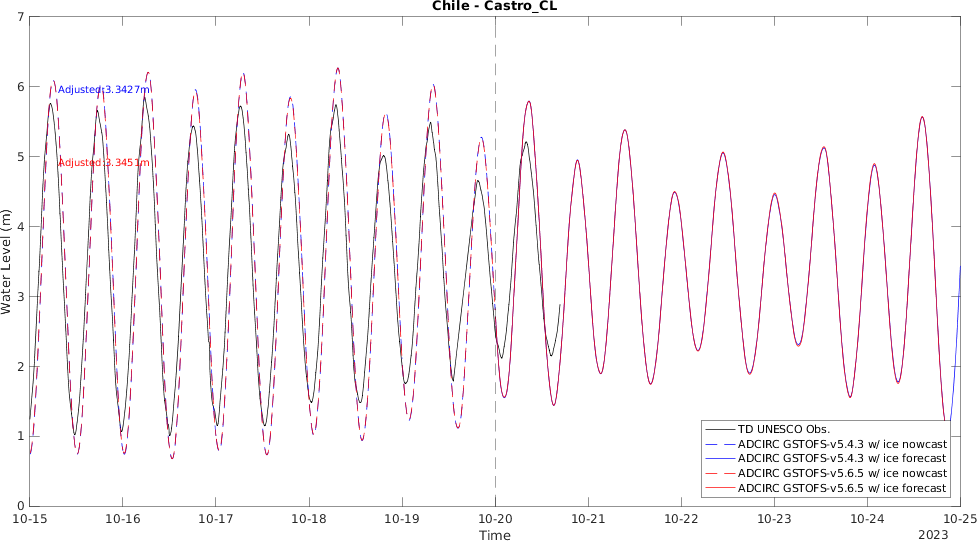 Chile - Castro_CL
7
6
5
4
3
2
1
0
Water Level (m)
Adjusted:3.3427m
Adjusted:3.3451m
TD UNESCO Obs.
ADCIRC GSTOFS-v5.4.3 w/ ice nowcast
ADCIRC GSTOFS-v5.4.3 w/ ice forecast
ADCIRC GSTOFS-v5.6.5 w/ ice nowcast
ADCIRC GSTOFS-v5.6.5 w/ ice forecast
10-15 10-16 10-17 10-18 10-19 10-20 10-21 10-22 10-23 10-24 10-25
Time
2023